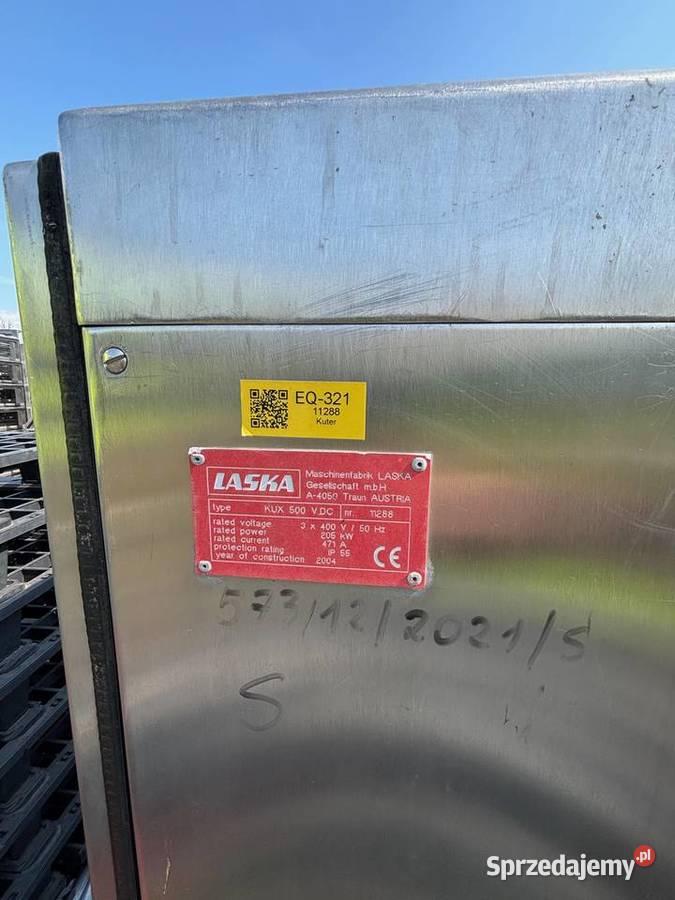 EQ-321
11288
Kuter
LASKA
Maschinenfabrik LASKA
Gesellschaft m.b.H
A-4050 Traun AUSTRIA
type KUX 500 V.DC nr. 11288
rated voltage 3 x 400 V / 50 Hz
rated power 205 kW
rated current 471 A
protection rating IP 55
year of construction 2004
CE
573/12/2021/S
S
Sprzedajemy.pl